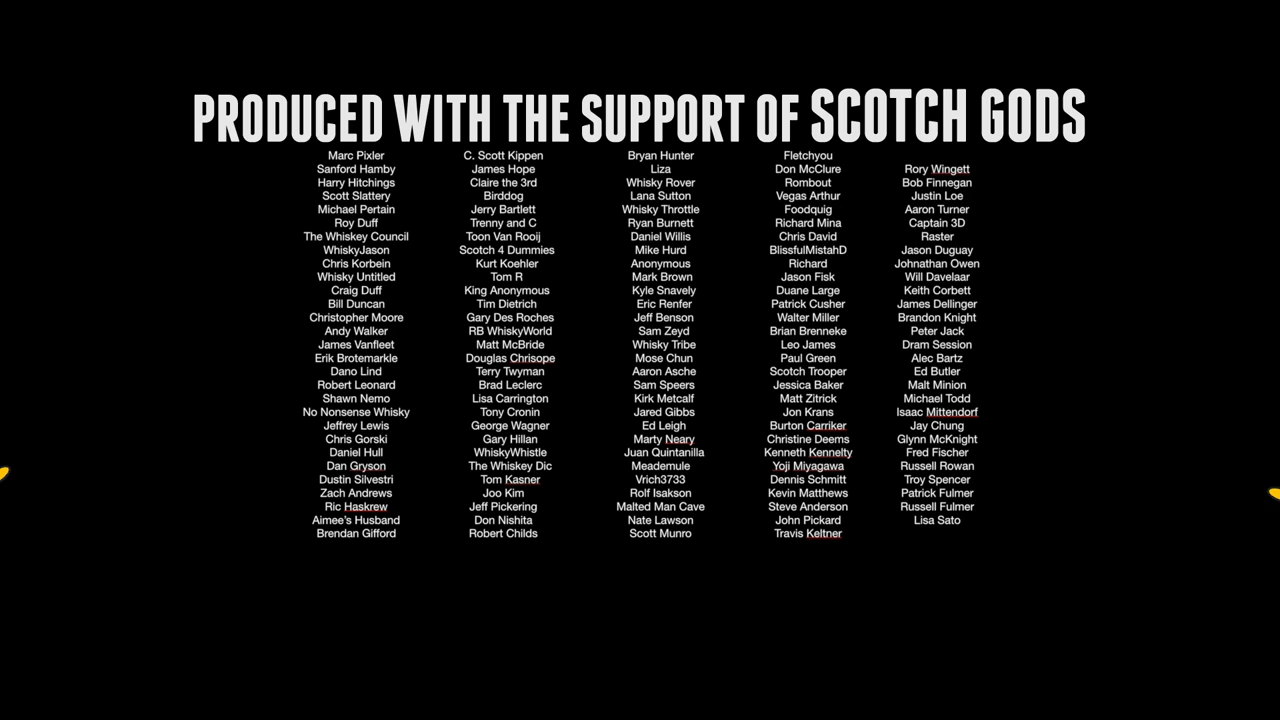 PRODUCED WITH THE SUPPORT OF SCOTCH GODS
Marc Pixler
Sanford Hamby
Harry Hitchings
Scott Slattery
Michael Pertain
Roy Duff
The Whiskey Council
WhiskyJason
Chris Korbein
Whisky Untitled
Craig Duff
Bill Duncan
Christopher Moore
Andy Walker
James Vanfleet
Erik Brotemarkle
Dano Lind
Robert Leonard
Shawn Nemo
No Nonsense Whisky
Jeffrey Lewis
Chris Gorski
Daniel Hull
Dan Gryson
Dustin Silvestri
Zach Andrews
Ric Haskrew
Aimee's Husband
Brendan Gifford
C. Scott Kippen
James Hope
Claire the 3rd
Birddog
Jerry Bartlett
Trenny and C
Toon Van Rooij
Scotch 4 Dummies
Kurt Koehler
Tom R
King Anonymous
Tim Dietrich
Gary Des Roches
RB WhiskyWorld
Matt McBride
Douglas Chrisope
Terry Twyman
Brad Leclerc
Lisa Carrington
Tony Cronin
George Wagner
Gary Hillan
WhiskyWhistle
The Whiskey Dic
Tom Kasner
Joo Kim
Jeff Pickering
Don Nishita
Robert Childs
Bryan Hunter
Liza
Whisky Rover
Lana Sutton
Whisky Throttle
Ryan Burnett
Daniel Willis
Mike Hurd
Anonymous
Mark Brown
Kyle Snavely
Eric Renfer
Jeff Benson
Sam Zeyd
Whisky Tribe
Mose Chun
Aaron Asche
Sam Speers
Kirk Metcalf
Jared Gibbs
Ed Leigh
Marty Neary
Juan Quintanilla
Meademule
Vrich3733
Rolf Isakson
Malted Man Cave
Nate Lawson
Scott Munro
Fletchyou
Don McClure
Rombout
Vegas Arthur
Foodquig
Richard Mina
Chris David
BlissfulMistahD
Richard
Jason Fisk
Duane Large
Patrick Cusher
Walter Miller
Brian Brenneke
Leo James
Paul Green
Scotch Trooper
Jessica Baker
Matt Zitrick
Jon Krans
Burton Carriker
Christine Deems
Kenneth Kennelty
Yoji Miyagawa
Dennis Schmitt
Kevin Matthews
Steve Anderson
John Pickard
Travis Keltner
Rory Wingett
Bob Finnegan
Justin Loe
Aaron Turner
Captain 3D
Raster
Jason Duguay
Johnathan Owen
Will Davelaar
Keith Corbett
James Dellinger
Brandon Knight
Peter Jack
Dram Session
Alec Bartz
Ed Butler
Malt Minion
Michael Todd
Isaac Mittendorf
Jay Chung
Glynn McKnight
Fred Fischer
Russell Rowan
Troy Spencer
Patrick Fulmer
Russell Fulmer
Lisa Sato